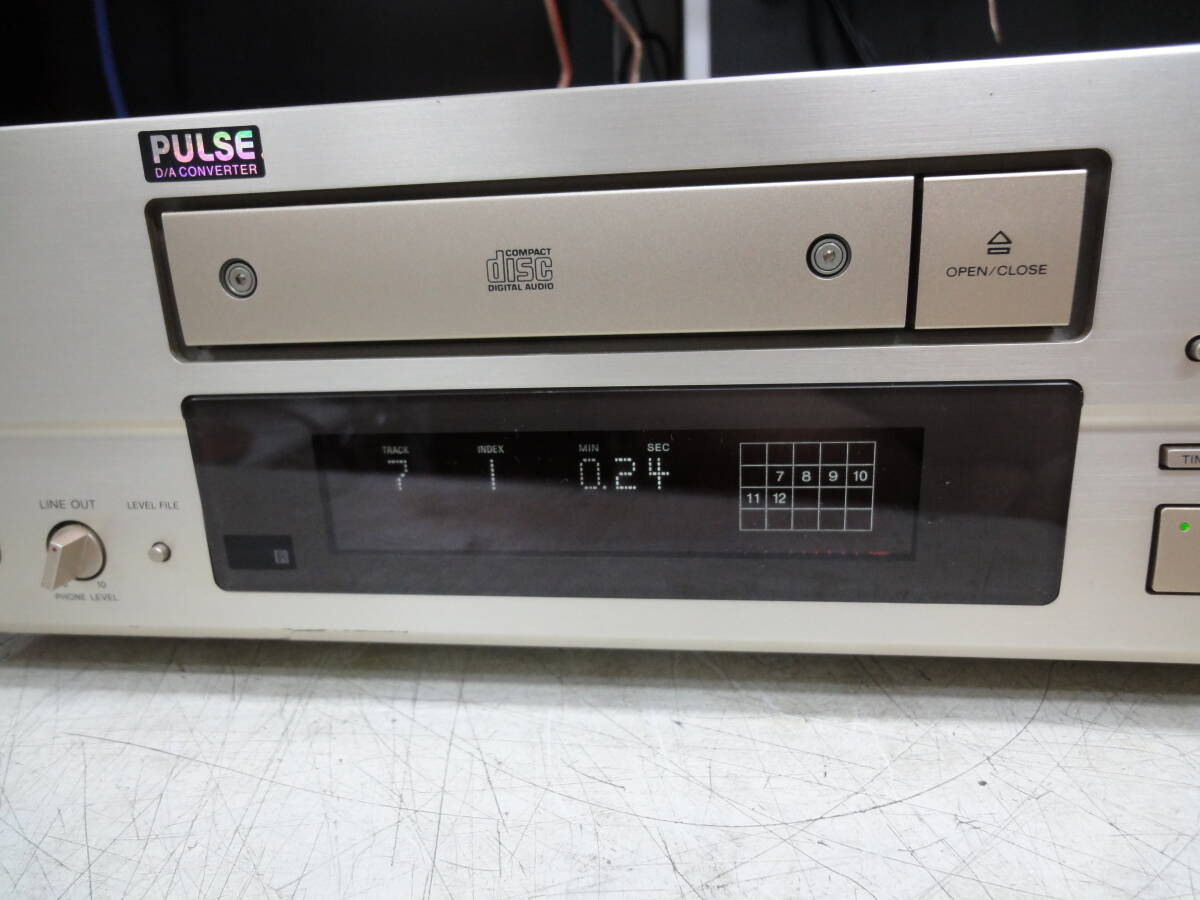 PULSE
D/A CONVERTER
COMPACT
disc
DIGITAL AUDIO
OPEN/CLOSE
TRACK INDEX MIN SEC
7 1 0.24
7 8 9 10
11 12
LINE OUT
LEVEL FILE
10
PHONE LEVEL
R
TIM